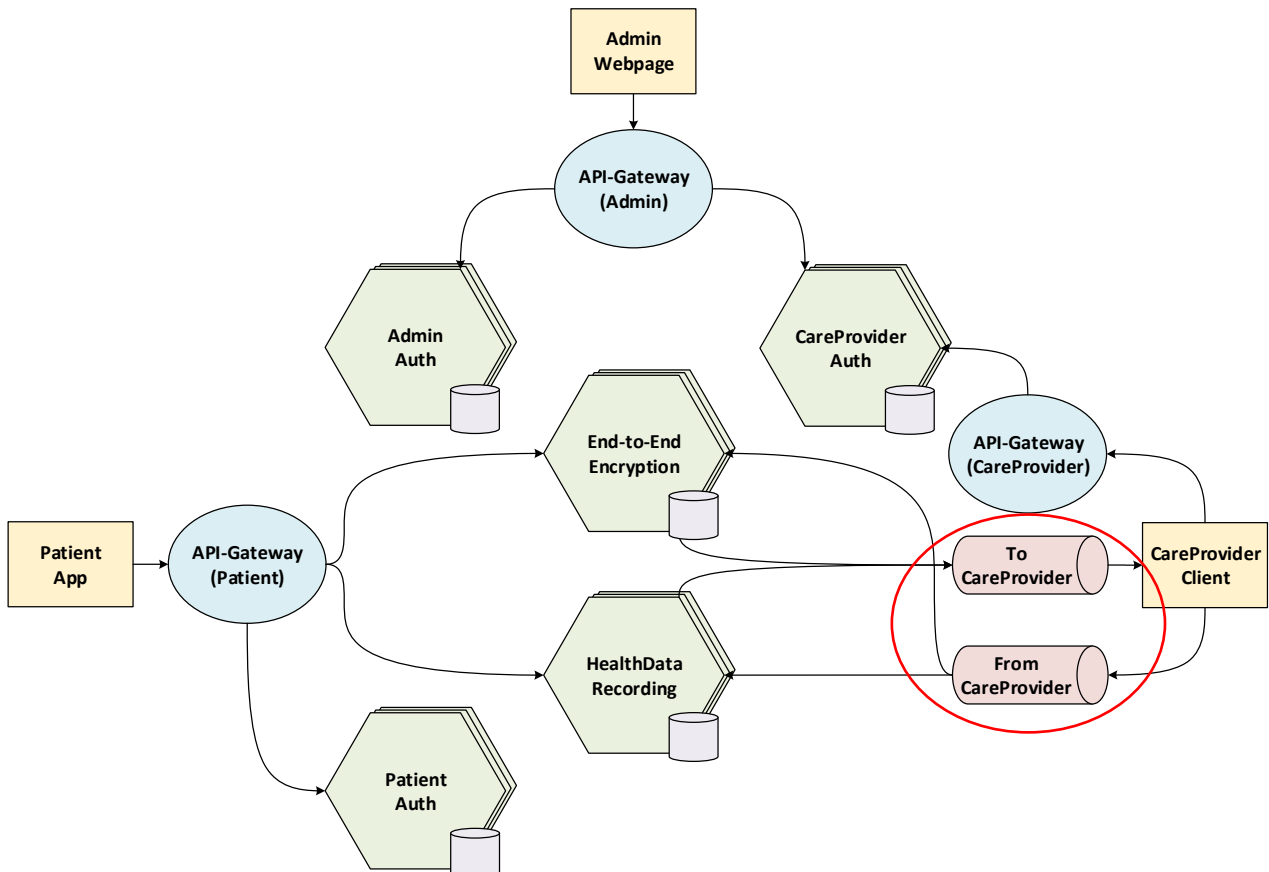 Admin
Webpage
API-Gateway
(Admin)
Admin
Auth
CareProvider
Auth
End-to-End
Encryption
API-Gateway
(CareProvider)
Patient
App
API-Gateway
(Patient)
To
CareProvider
CareProvider
Client
HealthData
Recording
From
CareProvider
Patient
Auth